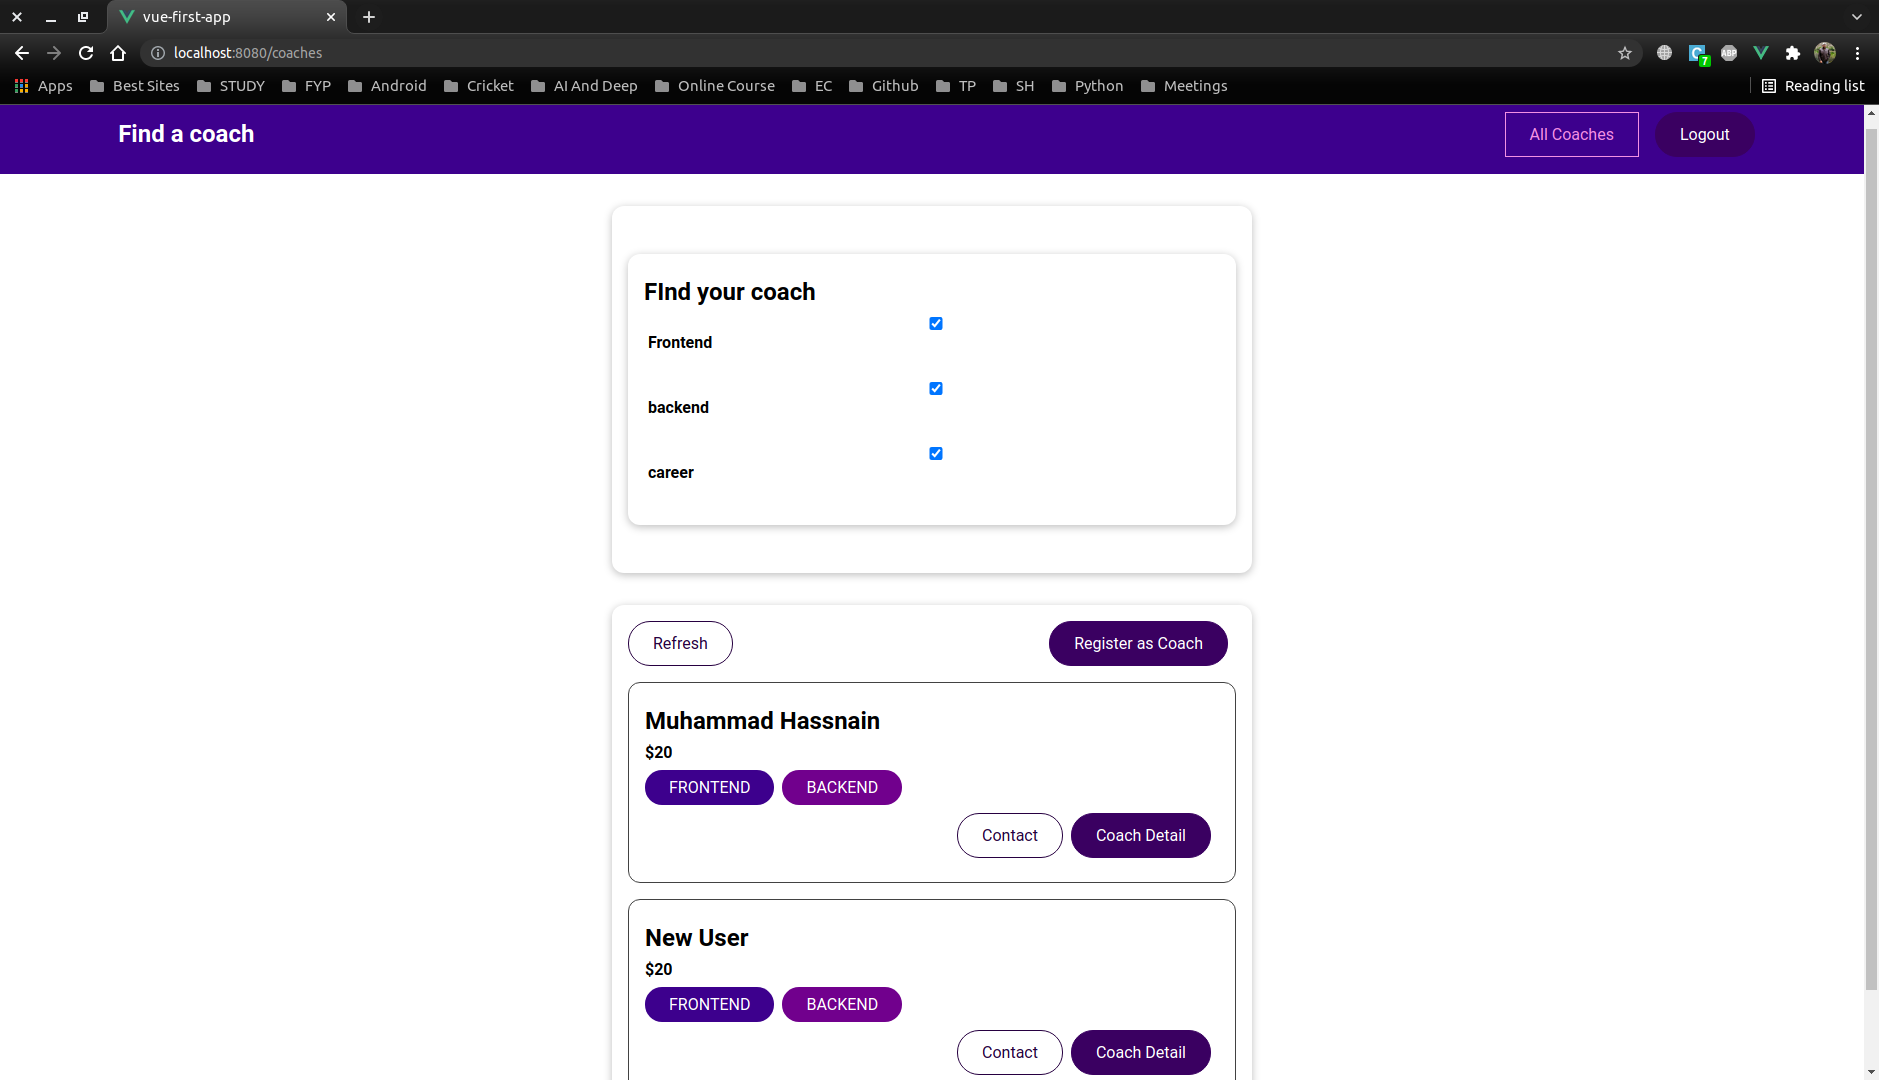 vue-first-app
localhost:8080/coaches
7
ABP
Apps
Best Sites
STUDY
FYP
Android
Cricket
AI And Deep
Online Course
EC
Github
TP
SH
Python
Meetings
Reading list
Find a coach
All Coaches
Logout
FInd your coach
Frontend
backend
career
Refresh
Register as Coach
Muhammad Hassnain
$20
FRONTEND
BACKEND
Contact
Coach Detail
New User
$20
FRONTEND
BACKEND
Contact
Coach Detail